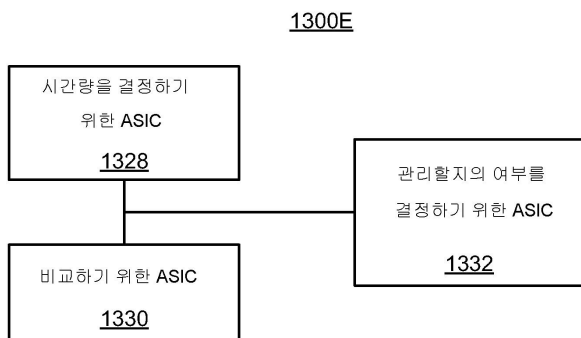 1300E
시간량을 결정하기
위한 ASIC
1328
관리할지의 여부를
결정하기 위한 ASIC
1332
비교하기 위한 ASIC
1330